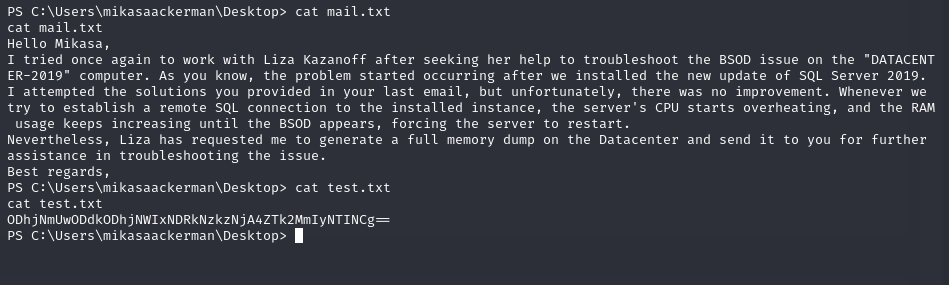 PS C:\Users\mikasaackerman\Desktop> cat mail.txt
cat mail.txt
Hello Mikasa,
I tried once again to work with Liza Kazanoff after seeking her help to troubleshoot the BSOD issue on the "DATACENT
ER-2019" computer. As you know, the problem started occurring after we installed the new update of SQL Server 2019.
I attempted the solutions you provided in your last email, but unfortunately, there was no improvement. Whenever we
try to establish a remote SQL connection to the installed instance, the server's CPU starts overheating, and the RAM
 usage keeps increasing until the BSOD appears, forcing the server to restart.
Nevertheless, Liza has requested me to generate a full memory dump on the Datacenter and send it to you for further
assistance in troubleshooting the issue.
Best regards,
PS C:\Users\mikasaackerman\Desktop> cat test.txt
cat test.txt
ODhjNmUwODdkODhjNWIxNDRkNzkzNjA4ZTk2MmIyNTINCg==
PS C:\Users\mikasaackerman\Desktop>